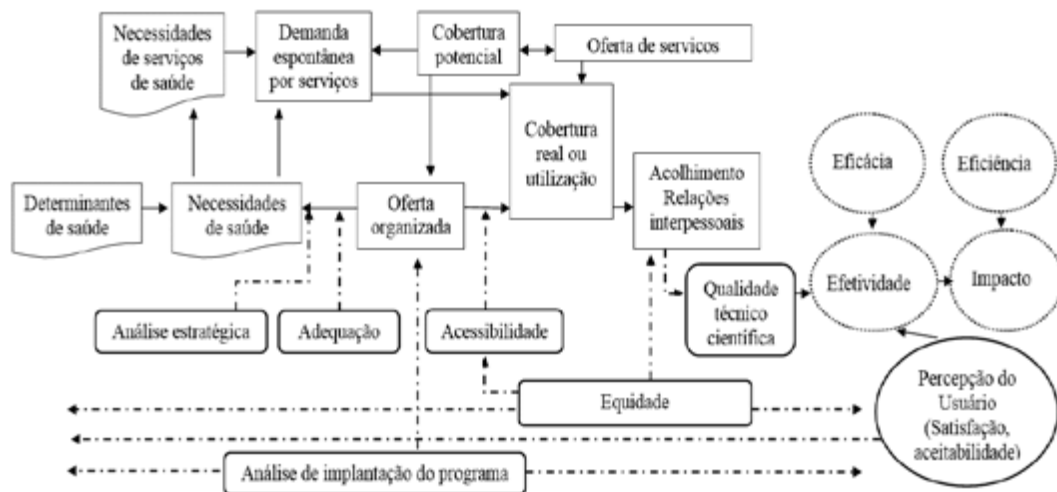 Necessidades
de serviços
de saúde
Demanda
espontânea
por serviços
Cobertura
potencial
Oferta de servicos
Cobertura
real ou
utilização
Eficácia
Eficiência
Determinantes
de saúde
Necessidades
de saúde
Oferta
organizada
Acolhimento
Relações
interpessoais
Efetividade
Impacto
Análise estratégica
Adequação
Acessibilidade
Qualidade
técnico
científica
Equidade
Percepção do
Usuário
(Satisfação,
aceitabilidade)
Análise de implantação do programa